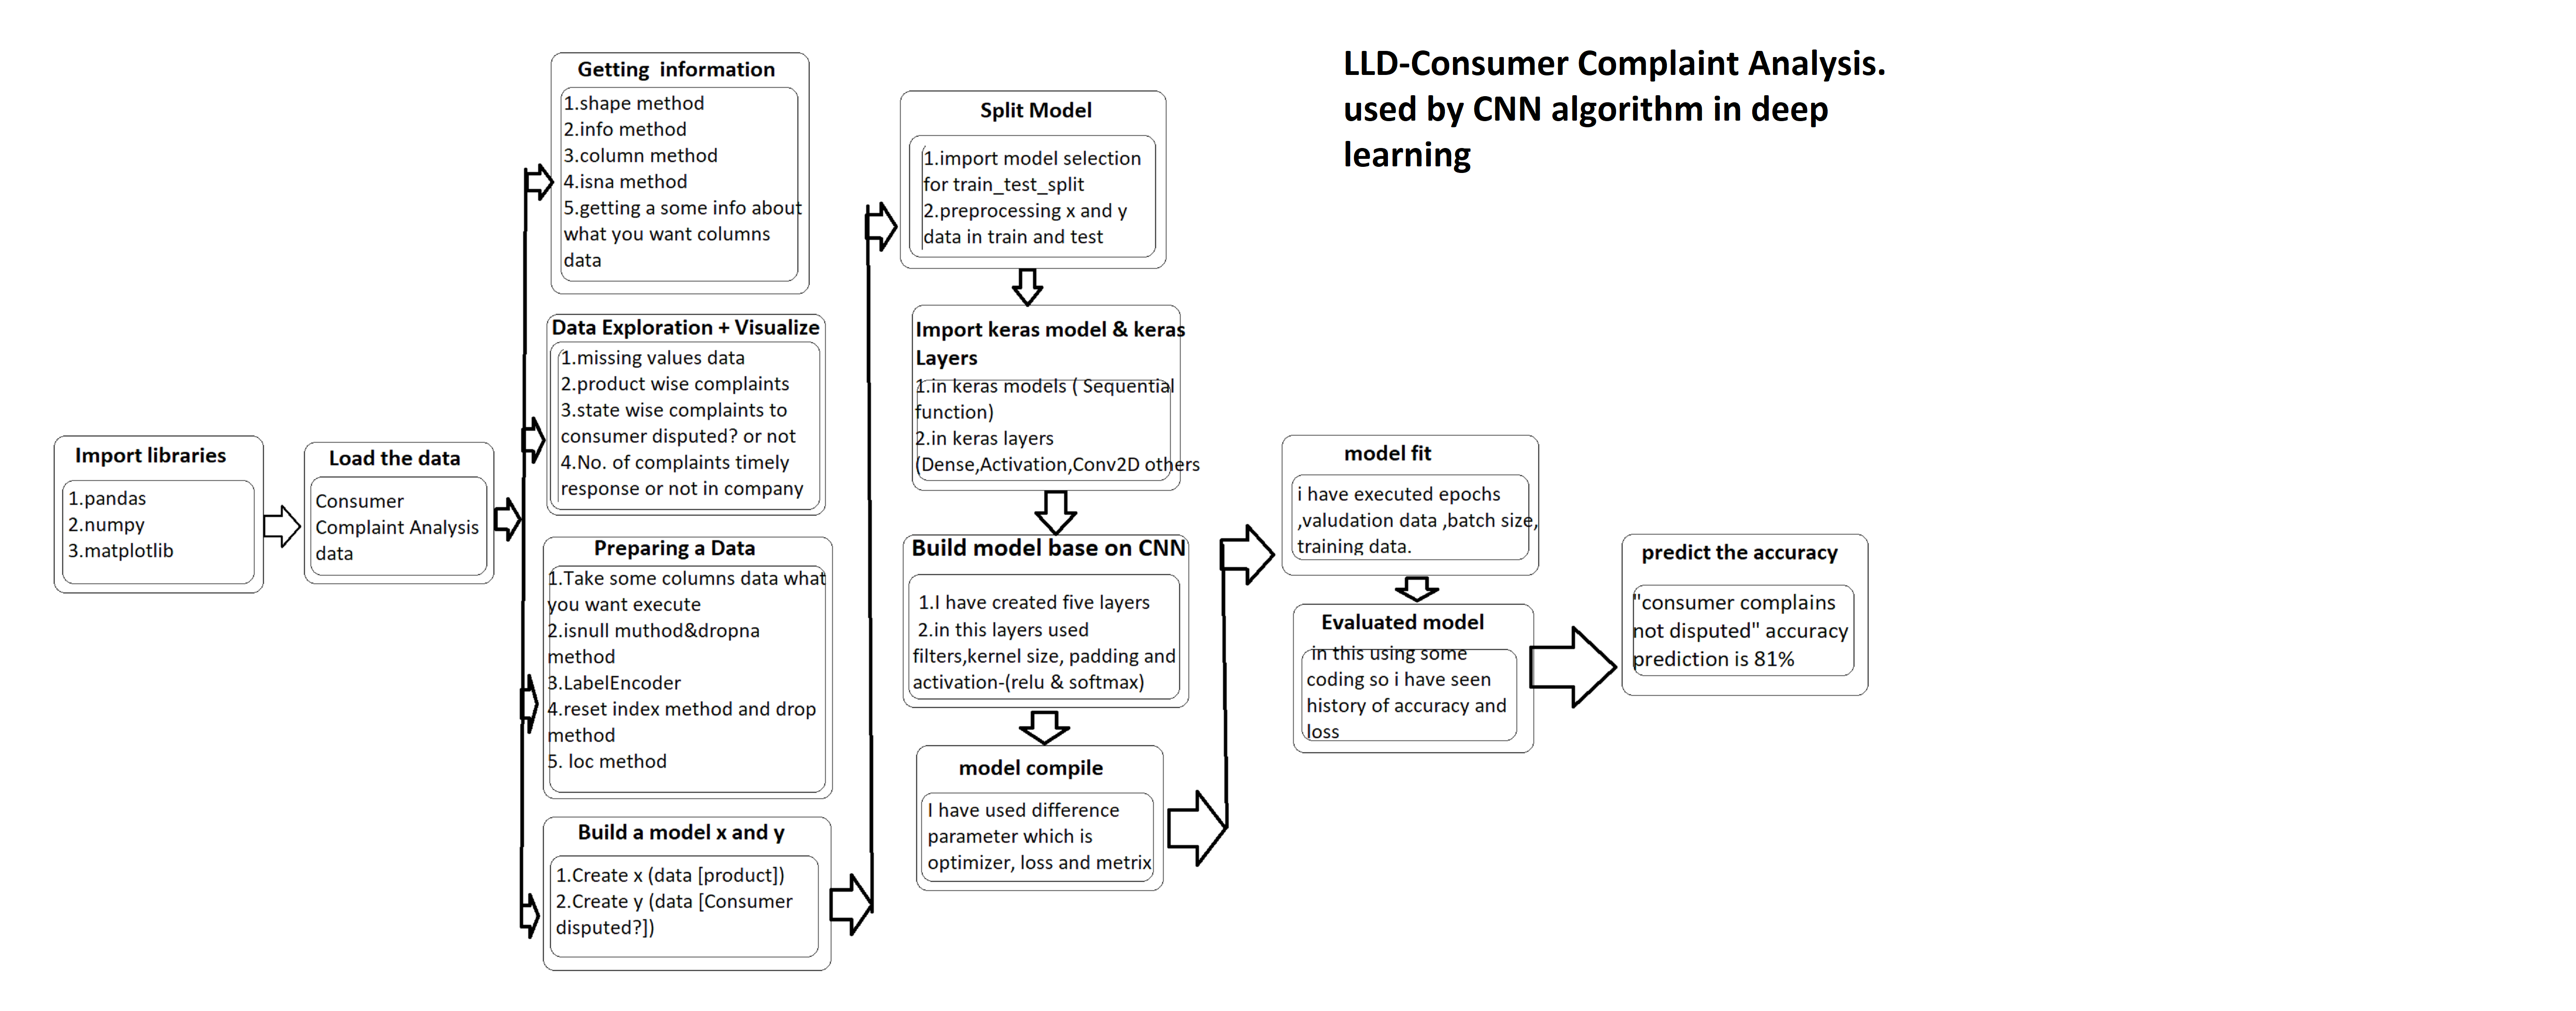 LLD-Consumer Complaint Analysis.
used by CNN algorithm in deep
learning
Import libraries
1.pandas
2.numpy
3.matplotlib
Load the data
Consumer
Complaint Analysis
data
Getting  information
1.shape method
2.info method
3.column method
4.isna method
5.getting a some info about
what you want columns
data
Data Exploration + Visualize
1.missing values data
2.product wise complaints
3.state wise complaints to
consumer disputed? or not
4.No. of complaints timely
response or not in company
Preparing a Data
1.Take some columns data what
you want execute
2.isnull muthod&dropna
method
3.LabelEncoder
4.reset index method and drop
method
5. loc method
Build a model x and y
1.Create x (data [product])
2.Create y (data [Consumer
disputed?])
Split Model
1.import model selection
for train_test_split
2.preprocessing x and y
data in train and test
Import keras model & keras
Layers
1.in keras models ( Sequential
function)
2.in keras layers
(Dense,Activation,Conv2D others
Build model base on CNN
1.I have created five layers
2.in this layers used
filters,kernel size, padding and
activation-(relu & softmax)
model compile
I have used difference
parameter which is
optimizer, loss and metrix
model fit
i have executed epochs
,valudation data ,batch size,
training data.
Evaluated model
in this using some
coding so i have seen
history of accuracy and
loss
predict the accuracy
"consumer complains
not disputed" accuracy
prediction is 81%